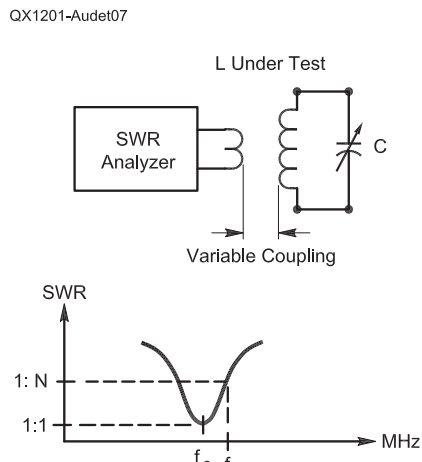 QX1201-Audet07
L Under Test
SWR
Analyzer
C
Variable Coupling
SWR
1: N
1:1
MHz